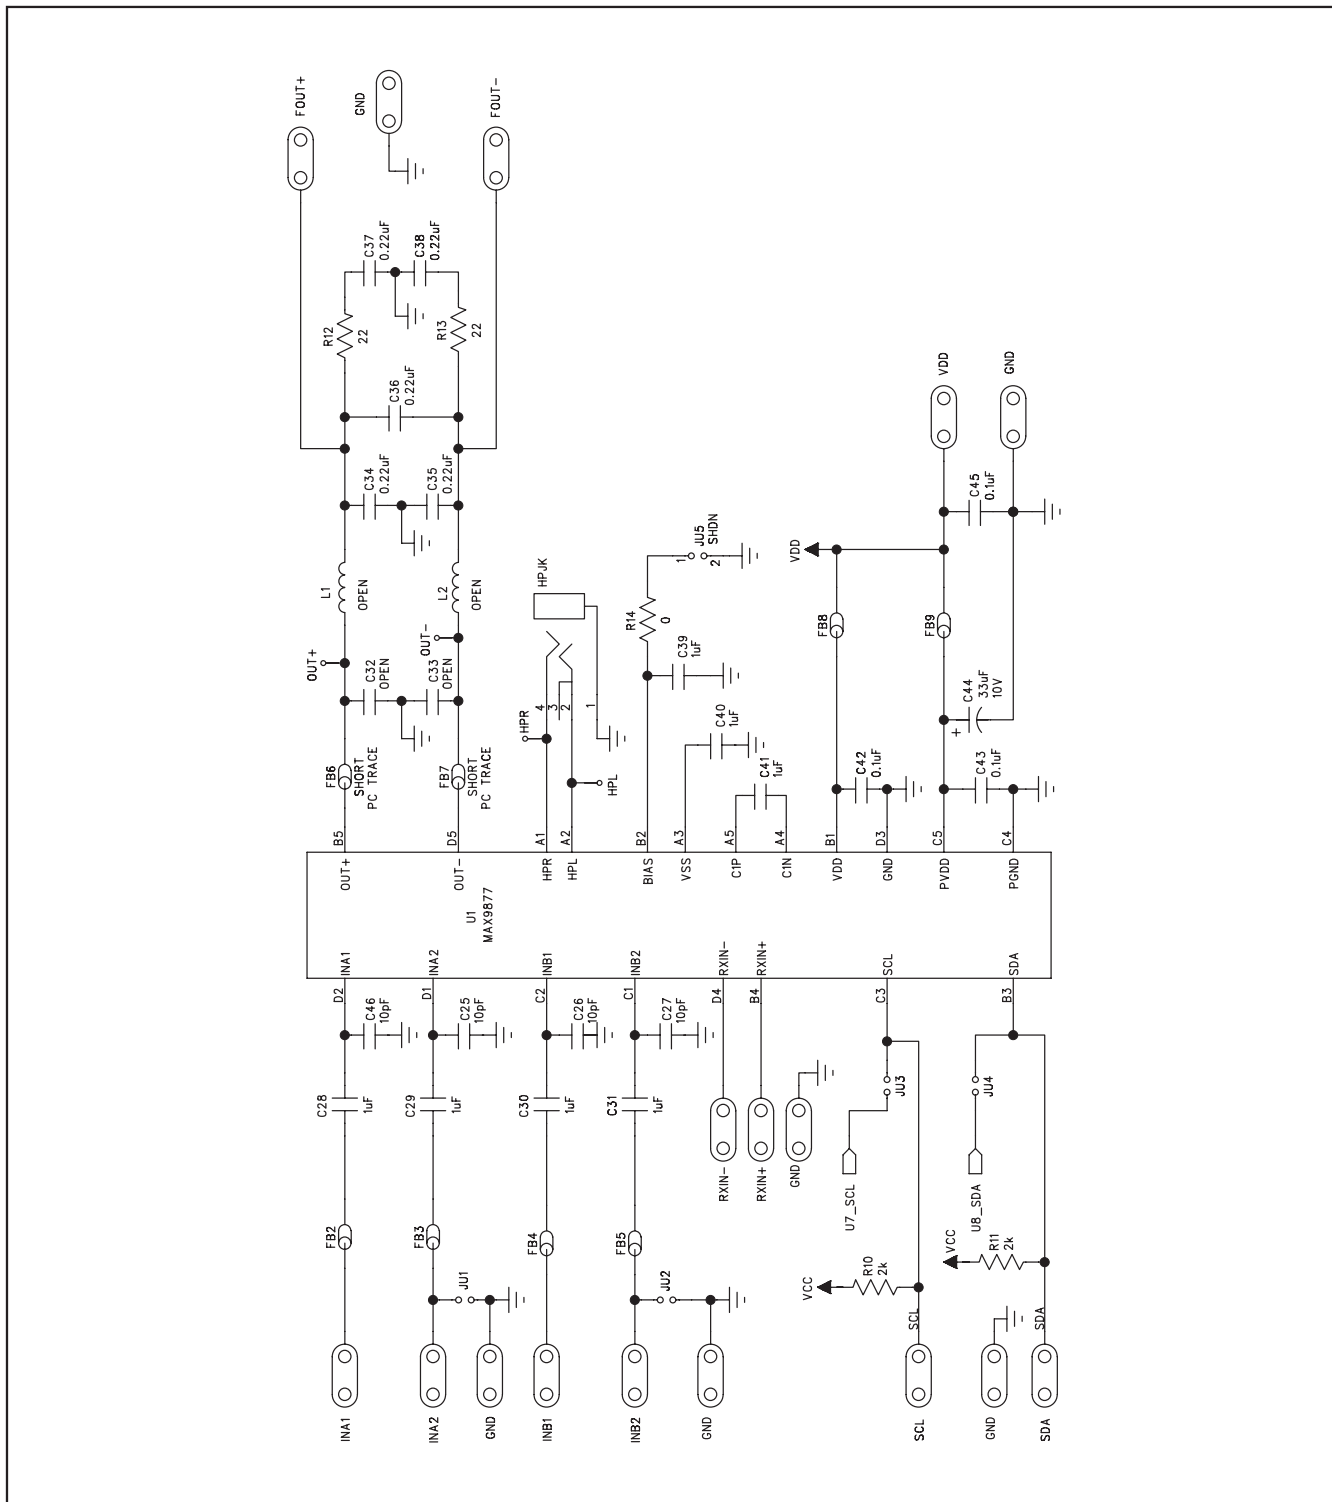 FOUT+
GND
FOUT-
C37
0.22uF
C38
0.22uF
R12
22
R13
22
C36
0.22uF
C34
0.22uF
C35
0.22uF
L1
OPEN
L2
OPEN
OUT+
OUT-
C32
OPEN
C33
OPEN
FB6
SHORT
PC TRACE
FB7
SHORT
PC TRACE
HPJK
HPR
4
3
2
1
HPL
R14
0
1
2
JU5
SHDN
C39
1uF
C40
1uF
C41
1uF
VDD
FB8
FB9
VDD
GND
C45
0.1uF
C44
33uF
10V
+
C42
0.1uF
C43
0.1uF
B5
D5
A1
A2
B2
A3
A5
A4
B1
D3
C5
C4
OUT+
OUT-
HPR
HPL
BIAS
VSS
C1P
C1N
VDD
GND
PVDD
PGND
U1
MAX9877
INA1
INA2
INB1
INB2
RXIN-
RXIN+
SCL
SDA
D2
D1
C2
C1
D4
B4
C3
B3
C46
10pF
C25
10pF
C26
10pF
C27
10pF
C28
1uF
C29
1uF
C30
1uF
C31
1uF
JU3
JU4
RXIN-
RXIN+
GND
U7_SCL
U8_SDA
FB2
FB3
FB4
FB5
JU1
JU2
VCC
R10
2k
VCC
R11
2k
SCL
SDA
INA1
INA2
GND
INB1
INB2
GND
SCL
GND
SDA